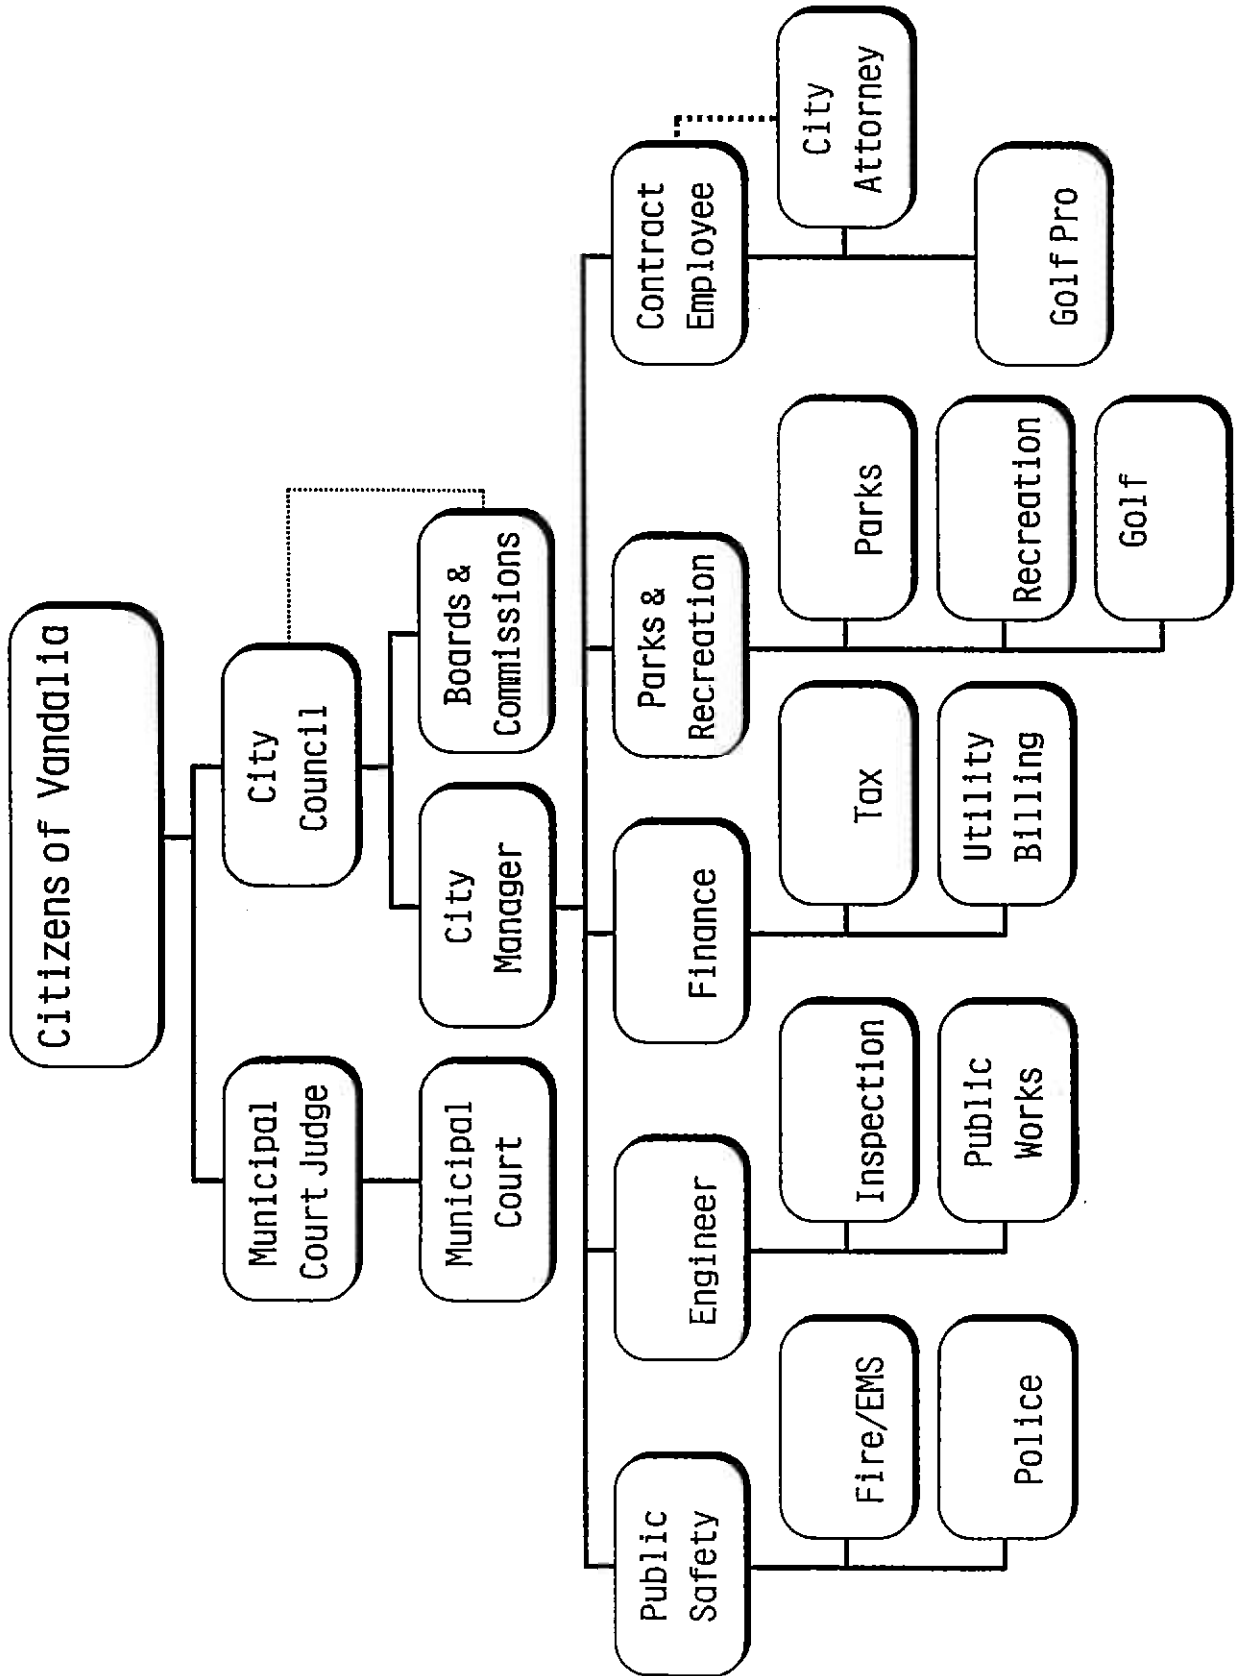 Citizens of Vandalia
Municipal
Court Judge
City
Council
Municipal
Court
City
Manager
Boards &
Commissions
Public
Safety
Engineer
Finance
Parks &
Recreation
Contract
Employee
Fire/EMS
Police
Inspection
Public
Works
Tax
Utility
Billing
Parks
Recreation
Golf
City
Attorney
Golf Pro